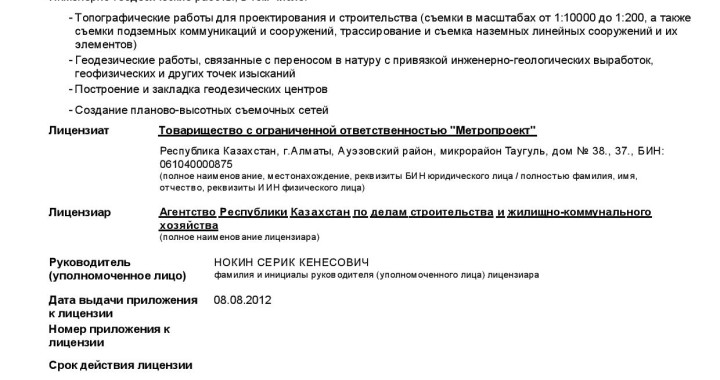 - Топографические работы для проектирования и строительства (съемки в масштабах от 1:10000 до 1:200, а также
съемки подземных коммуникаций и сооружений, трассирование и съемка наземных линейных сооружений и их
элементов)
- Геодезические работы, связанные с переносом в натуру с привязкой инженерно-геологических выработок,
геофизических и других точек изысканий
- Построение и закладка геодезических центров
- Создание планово-высотных съемочных сетей
Лицензиат Товарищество с ограниченной ответственностью "Метропроект"
Республика Казахстан, г.Алматы, Ауэзовский район, микрорайон Таугуль, дом № 38., 37., БИН:
061040000875
(полное наименование, местонахождение, реквизиты БИН юридического лица / полностью фамилия, имя,
отчество, реквизиты И ИН физического лица)
Лицензиар Агентство Республики Казахстан по делам строительства и жилищно-коммунального
хозяйства
(полное наименование лицензиара)
Руководитель НОКИН СЕРИК КЕНЕСОВИЧ
(уполномоченное лицо) фамилия и инициалы руководителя (уполномоченного лица) лицензиара
Дата выдачи приложения 08.08.2012
к лицензии
Номер приложения к
лицензии
Срок действия лицензии